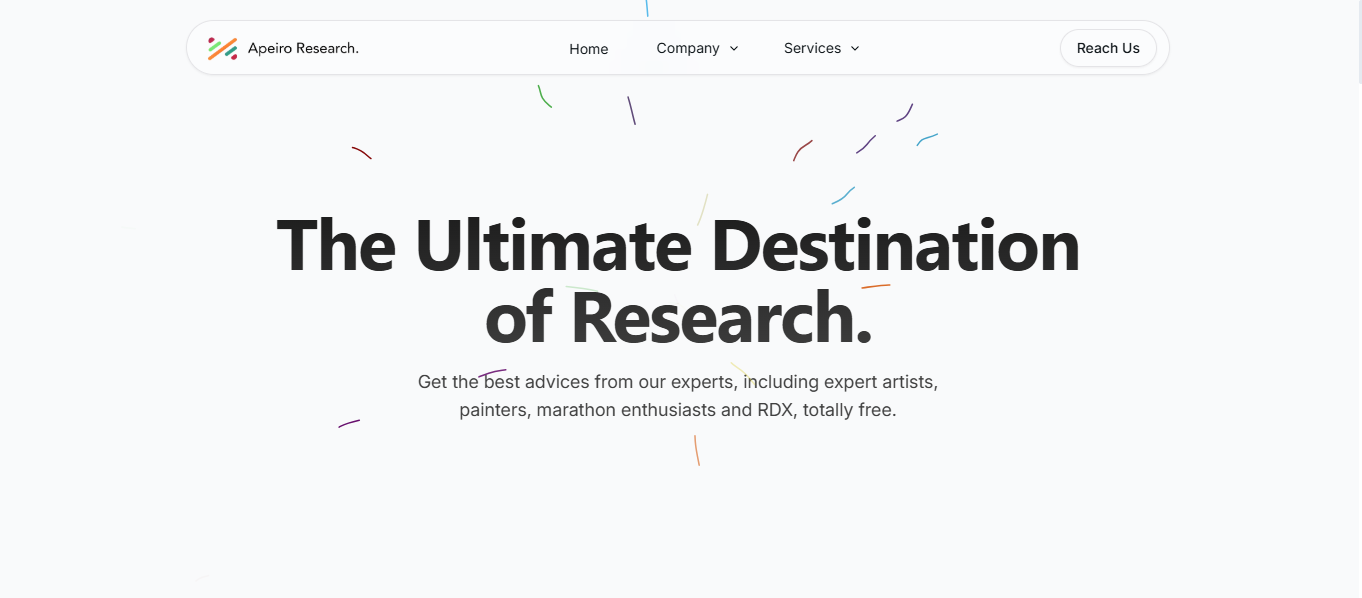 Apeiro Research.
Home
Company
Services
Reach Us
The Ultimate Destination
of Research.
Get the best advices from our experts, including expert artists,
painters, marathon enthusiasts and RDX, totally free.